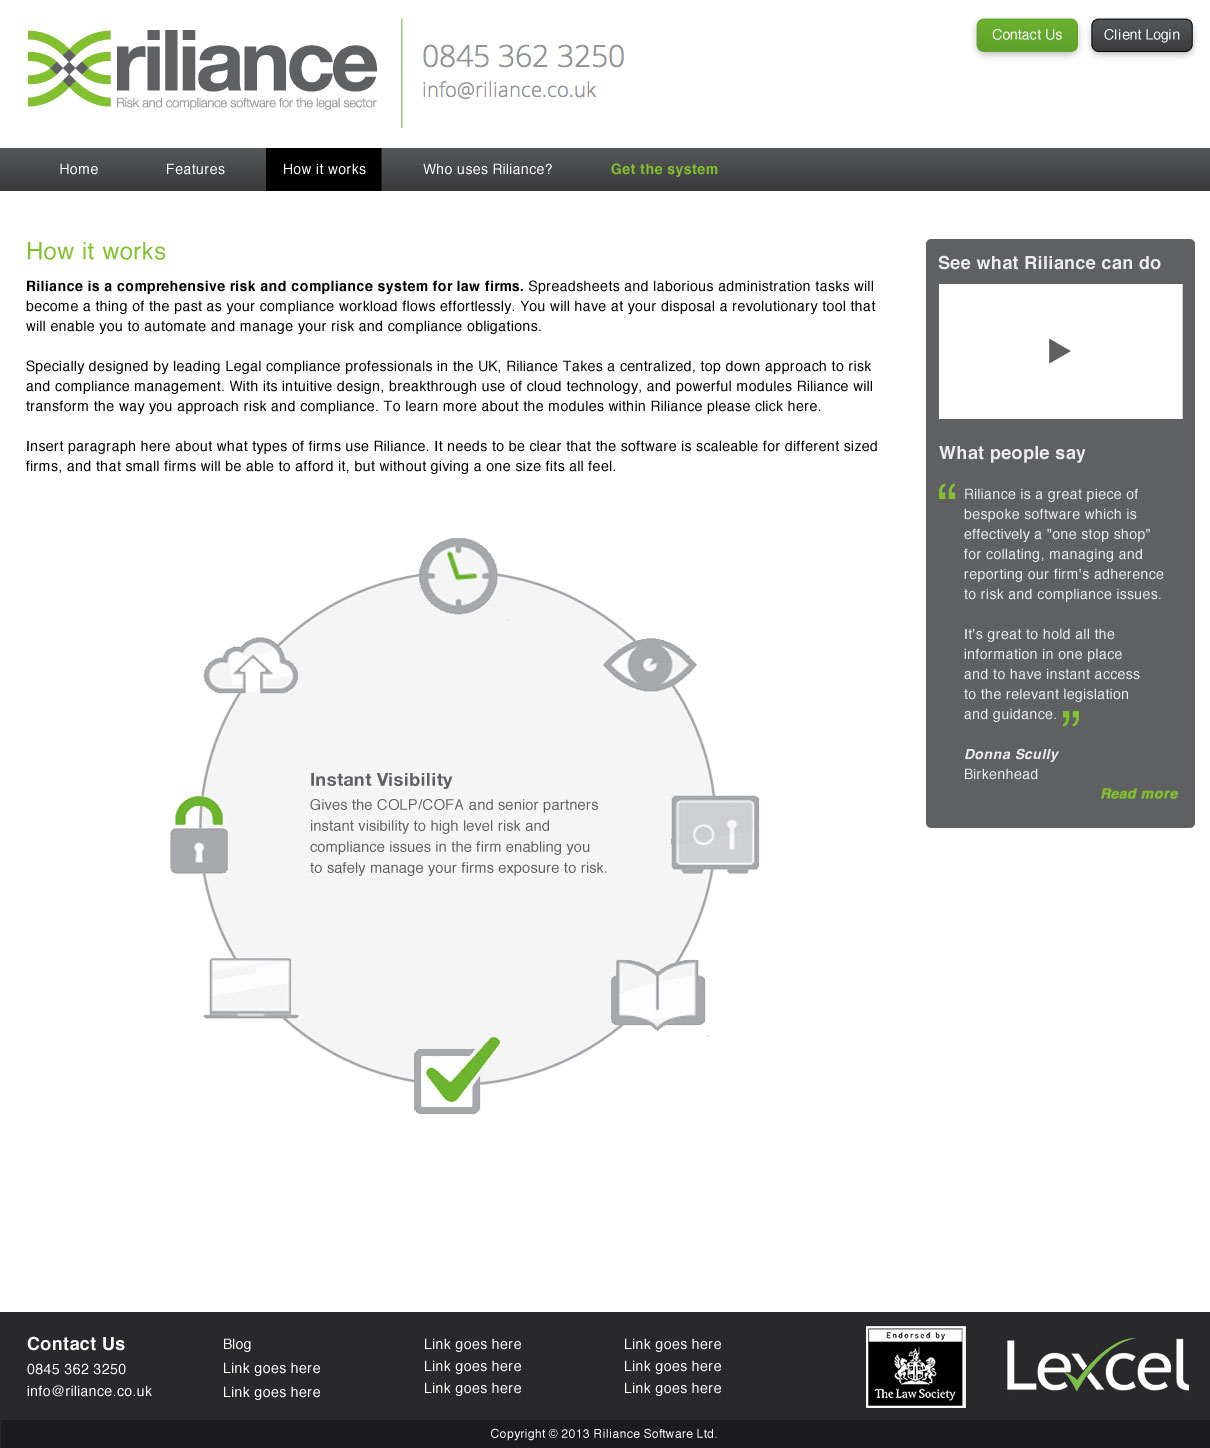 riliance
Risk and compliance software for the legal sector
0845 362 3250
info@riliance.co.uk
Contact Us
Client Login
Home
Features
How it works
Who uses Riliance?
Get the system
How it works
Riliance is a comprehensive risk and compliance system for law firms. Spreadsheets and laborious administration tasks will
become a thing of the past as your compliance workload flows effortlessly. You will have at your disposal a revolutionary tool that
will enable you to automate and manage your risk and compliance obligations.
Specially designed by leading Legal compliance professionals in the UK, Riliance Takes a centralized, top down approach to risk
and compliance management. With its intuitive design, breakthrough use of cloud technology, and powerful modules Riliance will
transform the way you approach risk and compliance. To learn more about the modules within Riliance please click here.
Insert paragraph here about what types of firms use Riliance. It needs to be clear that the software is scaleable for different sized
firms, and that small firms will be able to afford it, but without giving a one size fits all feel.
Instant Visibility
Gives the COLP/COFA and senior partners
instant visibility to high level risk and
compliance issues in the firm enabling you
to safely manage your firms exposure to risk.
See what Riliance can do
What people say
“ Riliance is a great piece of
bespoke software which is
effectively a "one stop shop"
for collating, managing and
reporting our firm's adherence
to risk and compliance issues.
It's great to hold all the
information in one place
and to have instant access
to the relevant legislation
and guidance. ”
Donna Scully
Birkenhead
Read more
Contact Us
0845 362 3250
info@riliance.co.uk
Blog
Link goes here
Link goes here
Link goes here
Link goes here
Link goes here
Link goes here
Link goes here
Link goes here
Endorsed by
The Law Society
Lexcel
Copyright © 2013 Riliance Software Ltd.